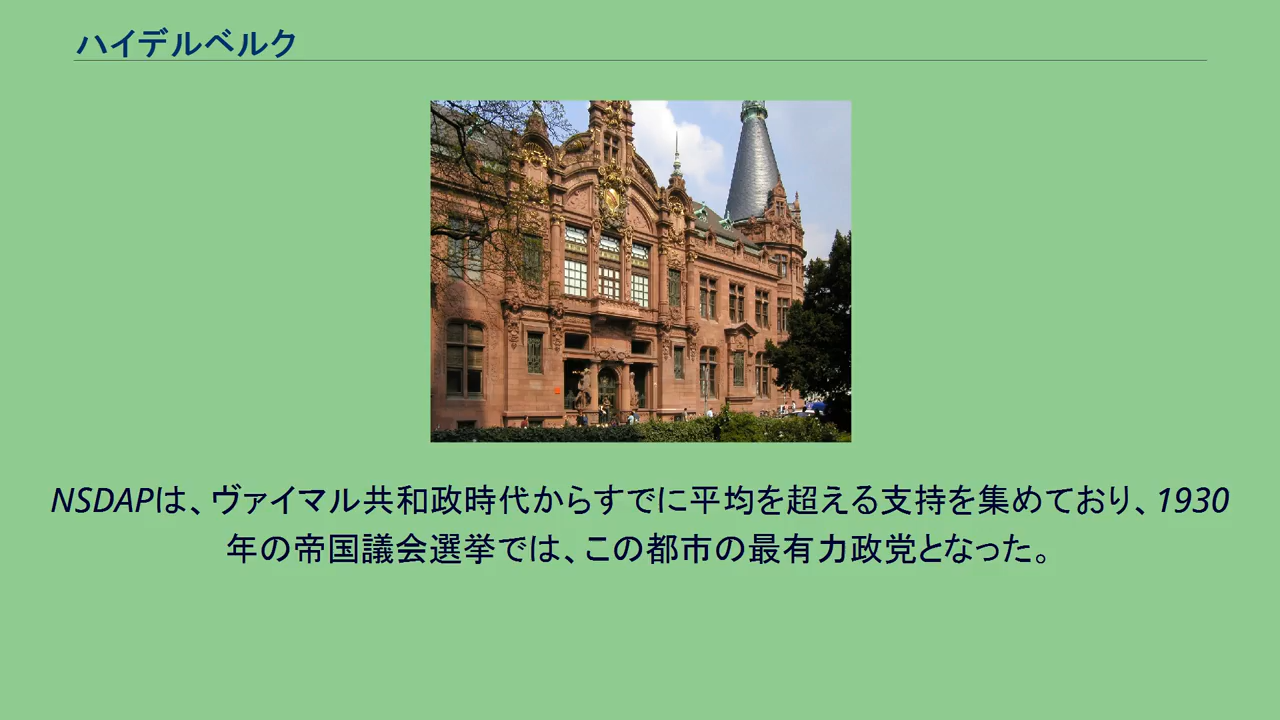 ハイデルベルク
NSDAPは、ヴァイマル共和政時代からすでに平均を超える支持を集めており、1930
年の帝国議会選挙では、この都市の最有力政党となった。